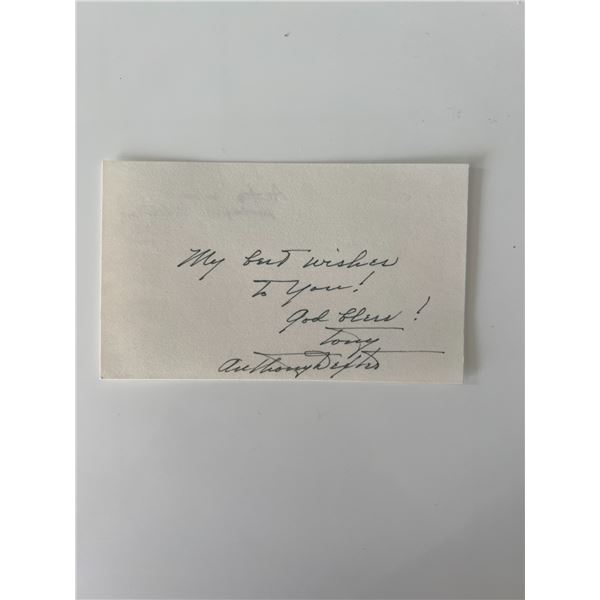 My best wishes
to You!
God bless!
Tony
Anthony Dexter